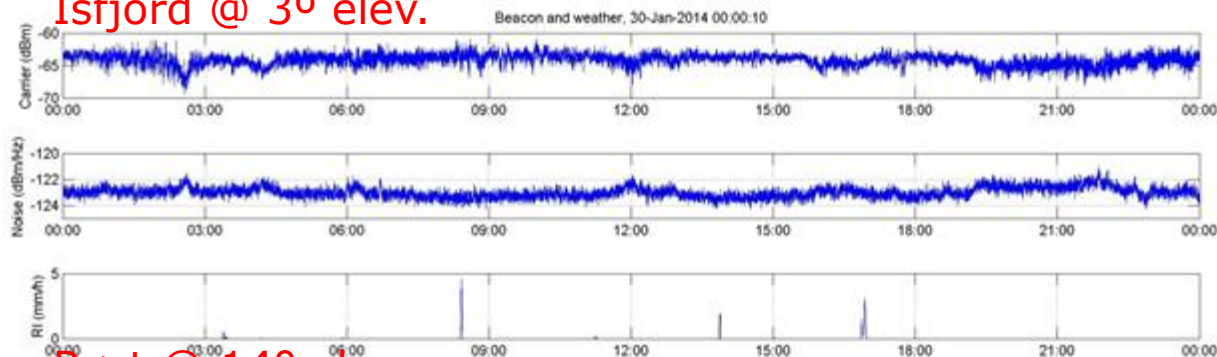 Isfjord @ 3º elev.
Beacon and weather, 30-Jan-2014 00:00:10
Carrier (dBm)
-60
-65
-70
00:00 03:00 06:00 09:00 12:00 15:00 18:00 21:00 00:00
Noise (dBm/Hz)
-120
-122
-124
00:00 03:00 06:00 09:00 12:00 15:00 18:00 21:00 00:00
RI (mm/h)
5
0
03:00 06:00 09:00 12:00 15:00 18:00 21:00 00:00
@ 14º